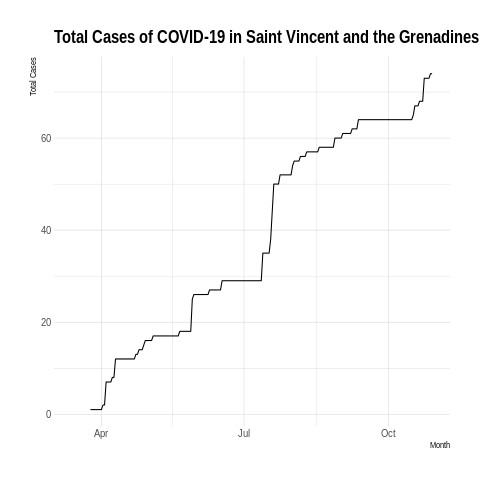 Total Cases of COVID-19 in Saint Vincent and the Grenadines
Total Cases
60
40
20
0
Apr Jul Oct
Month